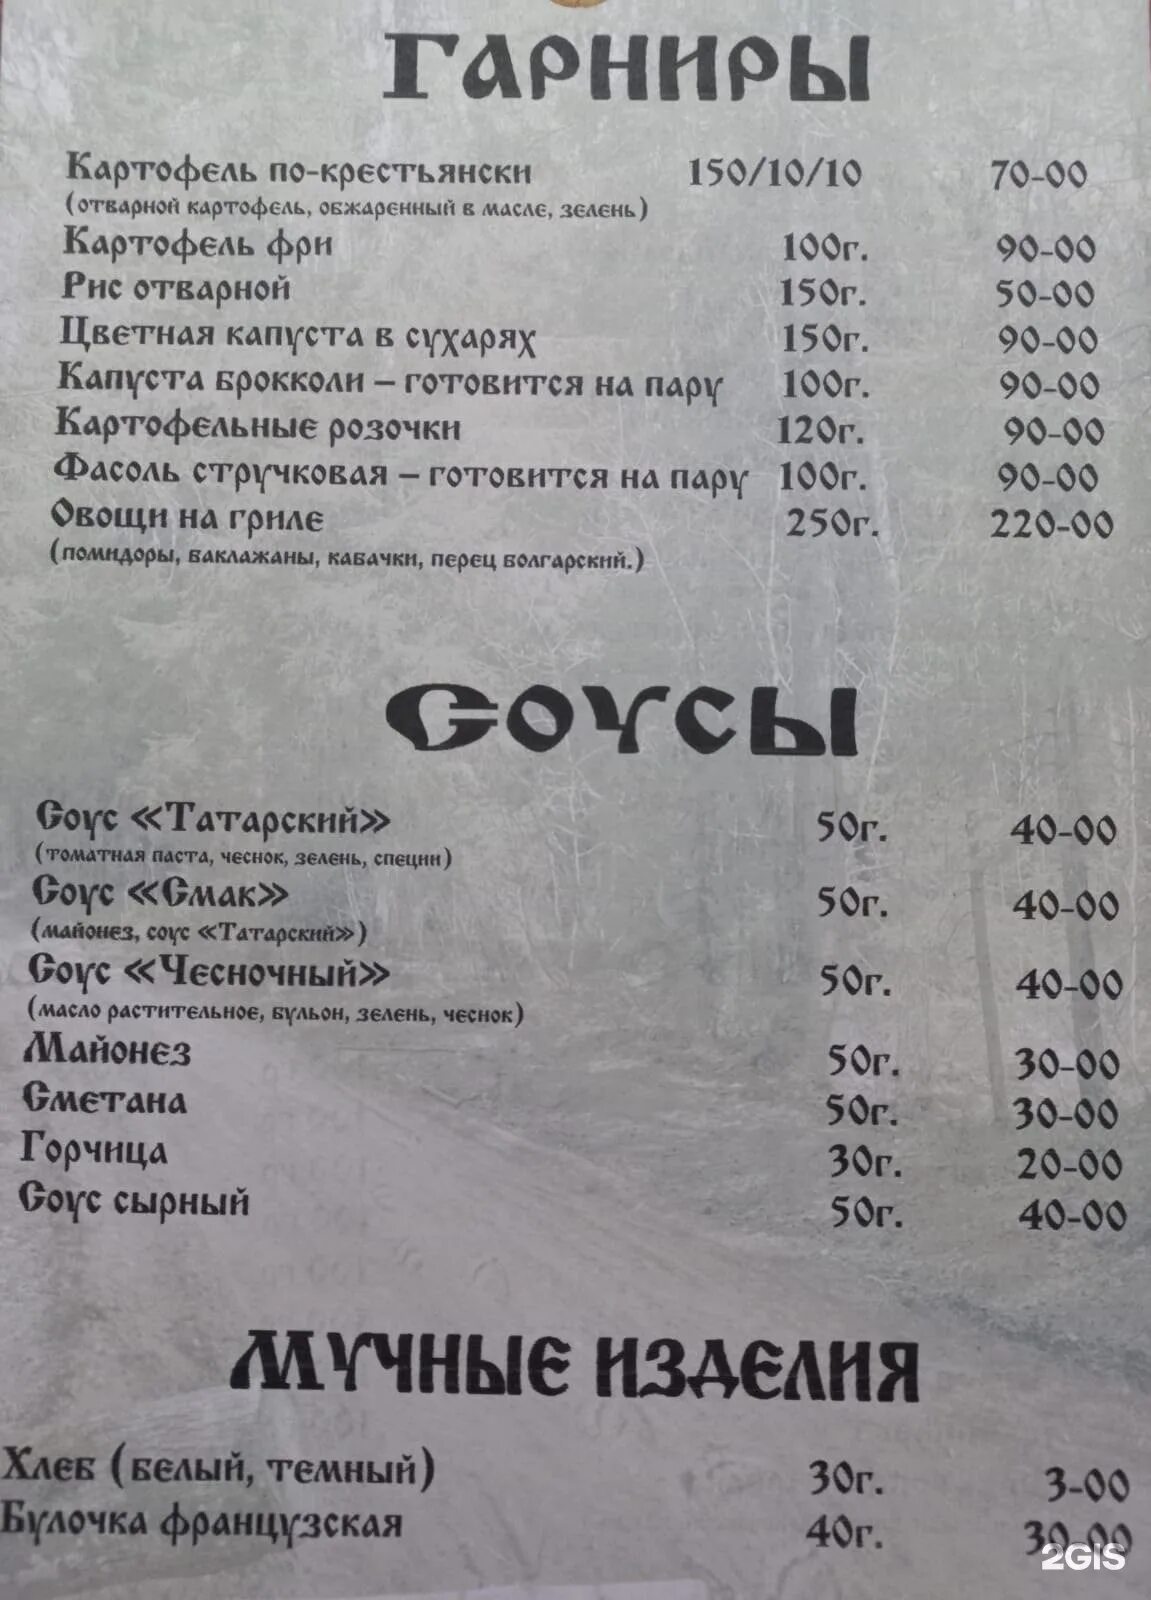 Гарниры
Картофель по-крестьянски 150/10/10 70-00
(отварной картофель, обжаренный в масле, зелень)
Картофель фри 100г. 90-00
Рис отварной 150г. 50-00
Цветная капуста в сухарях 150г. 90-00
Капуста брокколи – готовится на пару 100г. 90-00
Картофельные розочки 120г. 90-00
Фасоль стручковая – готовится на пару 100г. 90-00
Овощи на гриле 250г. 220-00
(помидоры, баклажаны, кабачки, перец болгарский.)
Соусы
Соус «Татарский» 50г. 40-00
(томатная паста, чеснок, зелень, специи)
Соус «Смак» 50г. 40-00
(майонез, соус «Татарский»)
Соус «Чесночный» 50г. 40-00
(масло растительное, бульон, зелень, чеснок)
Майонез 50г. 30-00
Сметана 50г. 30-00
Горчица 30г. 20-00
Соус сырный 50г. 40-00
Мучные изделия
Хлеб (белый, темный) 30г. 3-00
Булочка французская 40г. 30-00
2GIS